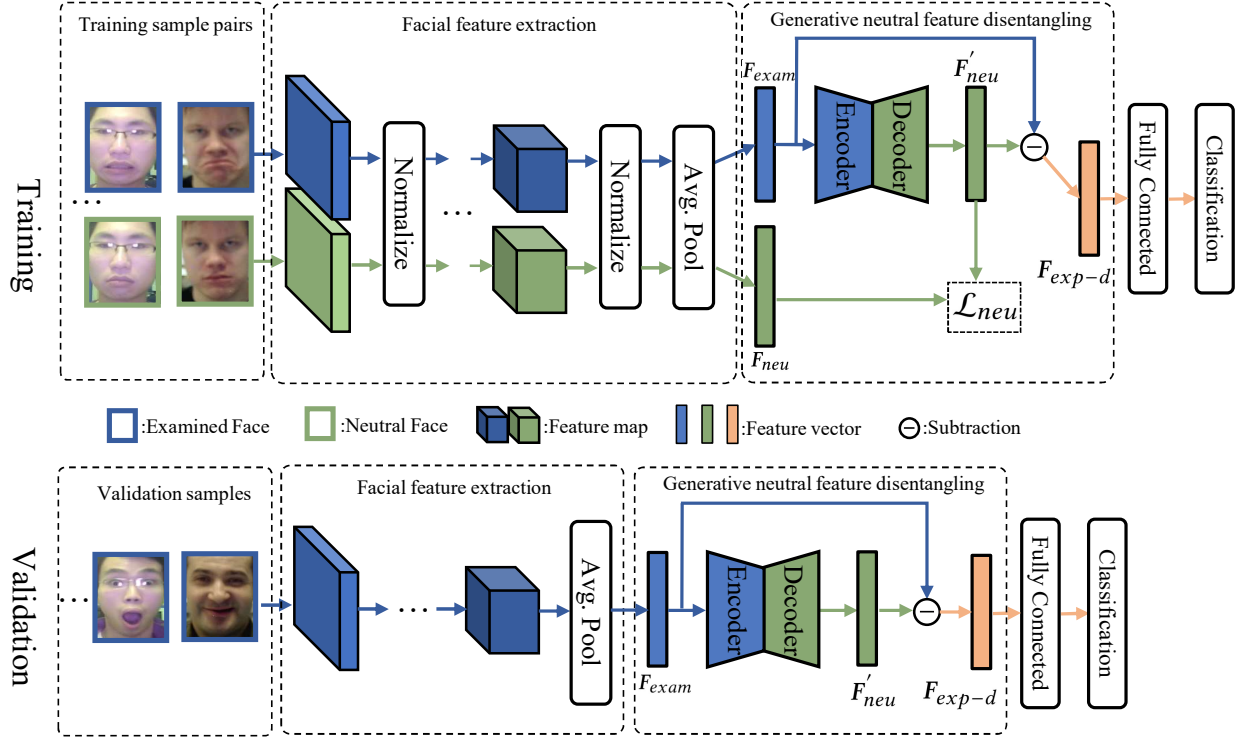 Training sample pairs
Facial feature extraction
Generative neutral feature disentangling
Training
...
Normalize
...
Normalize
Avg. Pool
F_exam
F_neu
Encoder
Decoder
F'_neu
−
ℒ_neu
F_exp−d
Fully Connected
Classification
:Examined Face
:Neutral Face
:Feature map
:Feature vector
− :Subtraction
Validation samples
Facial feature extraction
Generative neutral feature disentangling
Validation
...
...
Avg. Pool
F_exam
Encoder
Decoder
F'_neu
−
F_exp−d
Fully Connected
Classification